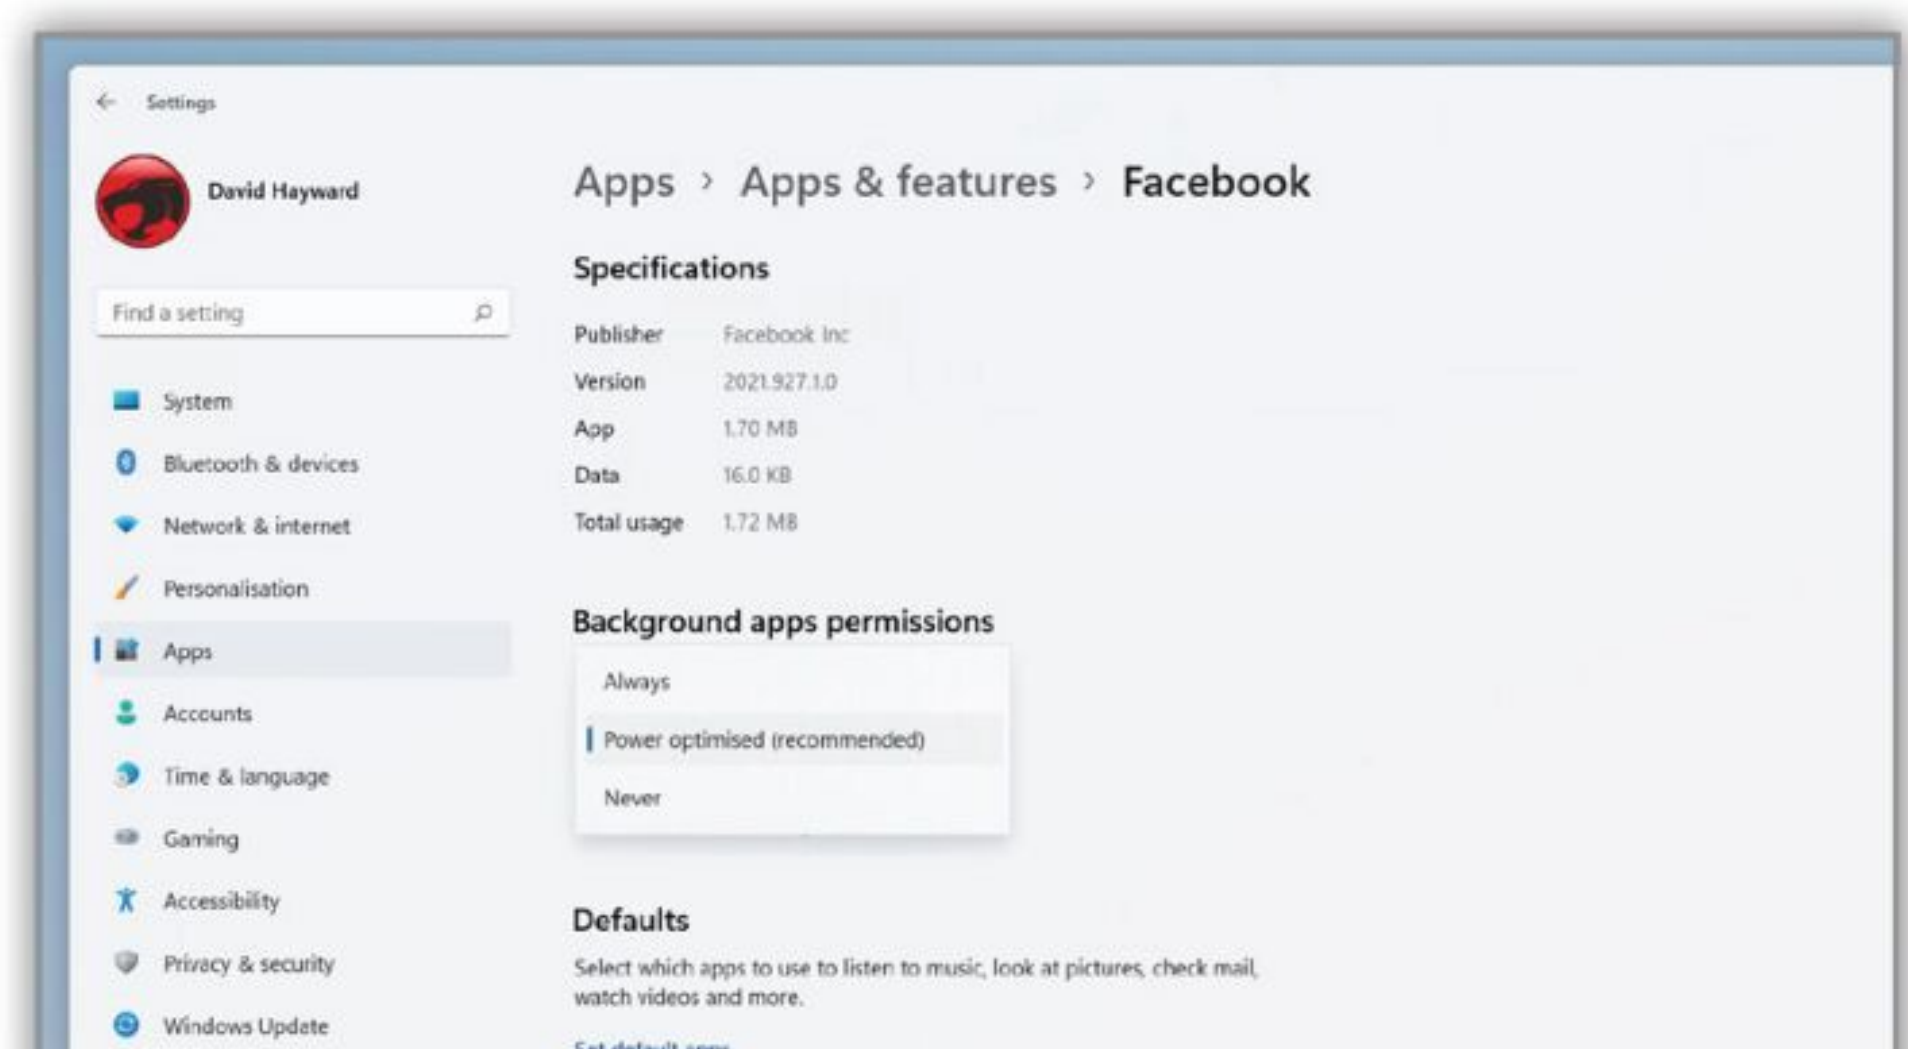 Settings
David Hayward
Find a setting
System
Bluetooth & devices
Network & internet
Personalisation
Apps
Accounts
Time & language
Gaming
Accessibility
Privacy & security
Windows Update
Apps › Apps & features › Facebook
Specifications
Publisher Facebook Inc
Version 2021.927.1.0
App 1.70 MB
Data 16.0 KB
Total usage 1.72 MB
Background apps permissions
Always
Power optimised (recommended)
Never
Defaults
Select which apps to use to listen to music, look at pictures, check mail,
watch videos and more.
Set default apps